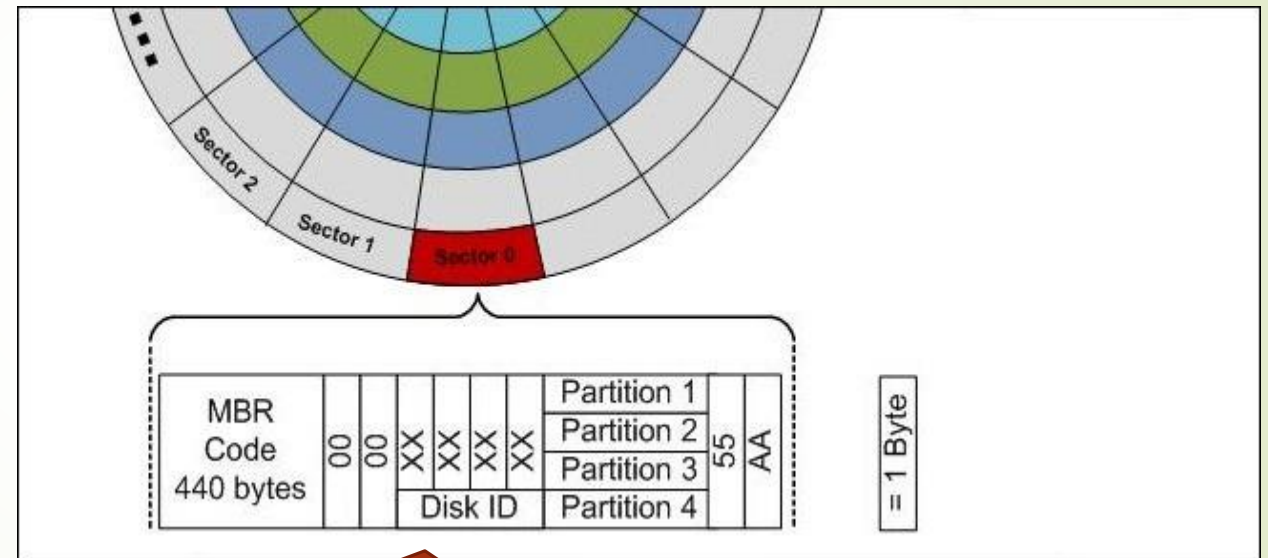 Sector 2
Sector 1
Sector 0
MBR
Code
440 bytes
00
00
XX
XX
XX
XX
Disk ID
Partition 1
Partition 2
Partition 3
Partition 4
55
AA
= 1 Byte